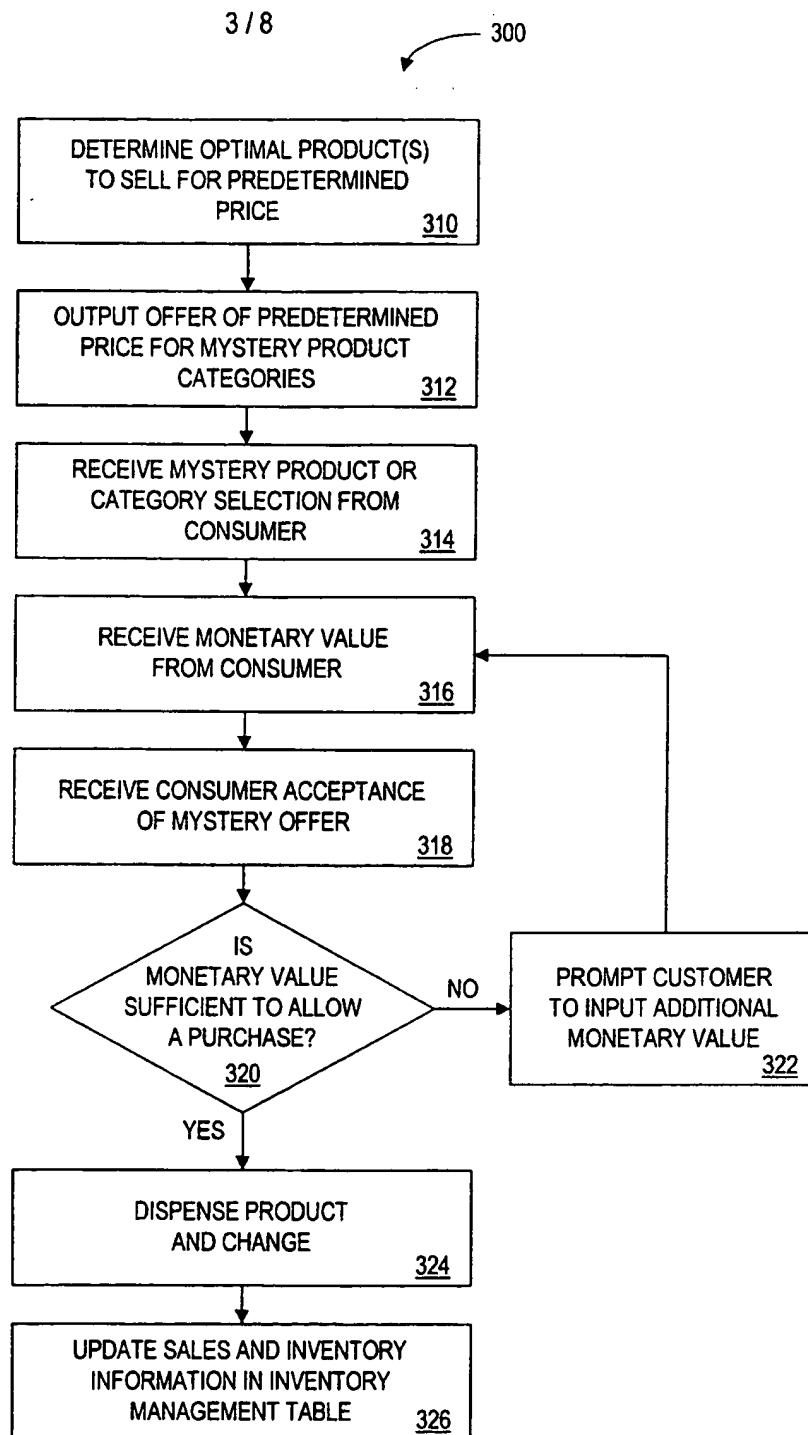 3 / 8
300
DETERMINE OPTIMAL PRODUCT(S)
TO SELL FOR PREDETERMINED
PRICE
310
OUTPUT OFFER OF PREDETERMINED
PRICE FOR MYSTERY PRODUCT
CATEGORIES
312
RECEIVE MYSTERY PRODUCT OR
CATEGORY SELECTION FROM
CONSUMER
314
RECEIVE MONETARY VALUE
FROM CONSUMER
316
RECEIVE CONSUMER ACCEPTANCE
OF MYSTERY OFFER
318
IS
MONETARY VALUE
SUFFICIENT TO ALLOW
A PURCHASE?
320
NO
PROMPT CUSTOMER
TO INPUT ADDITIONAL
MONETARY VALUE
322
YES
DISPENSE PRODUCT
AND CHANGE
324
UPDATE SALES AND INVENTORY
INFORMATION IN INVENTORY
MANAGEMENT TABLE
326